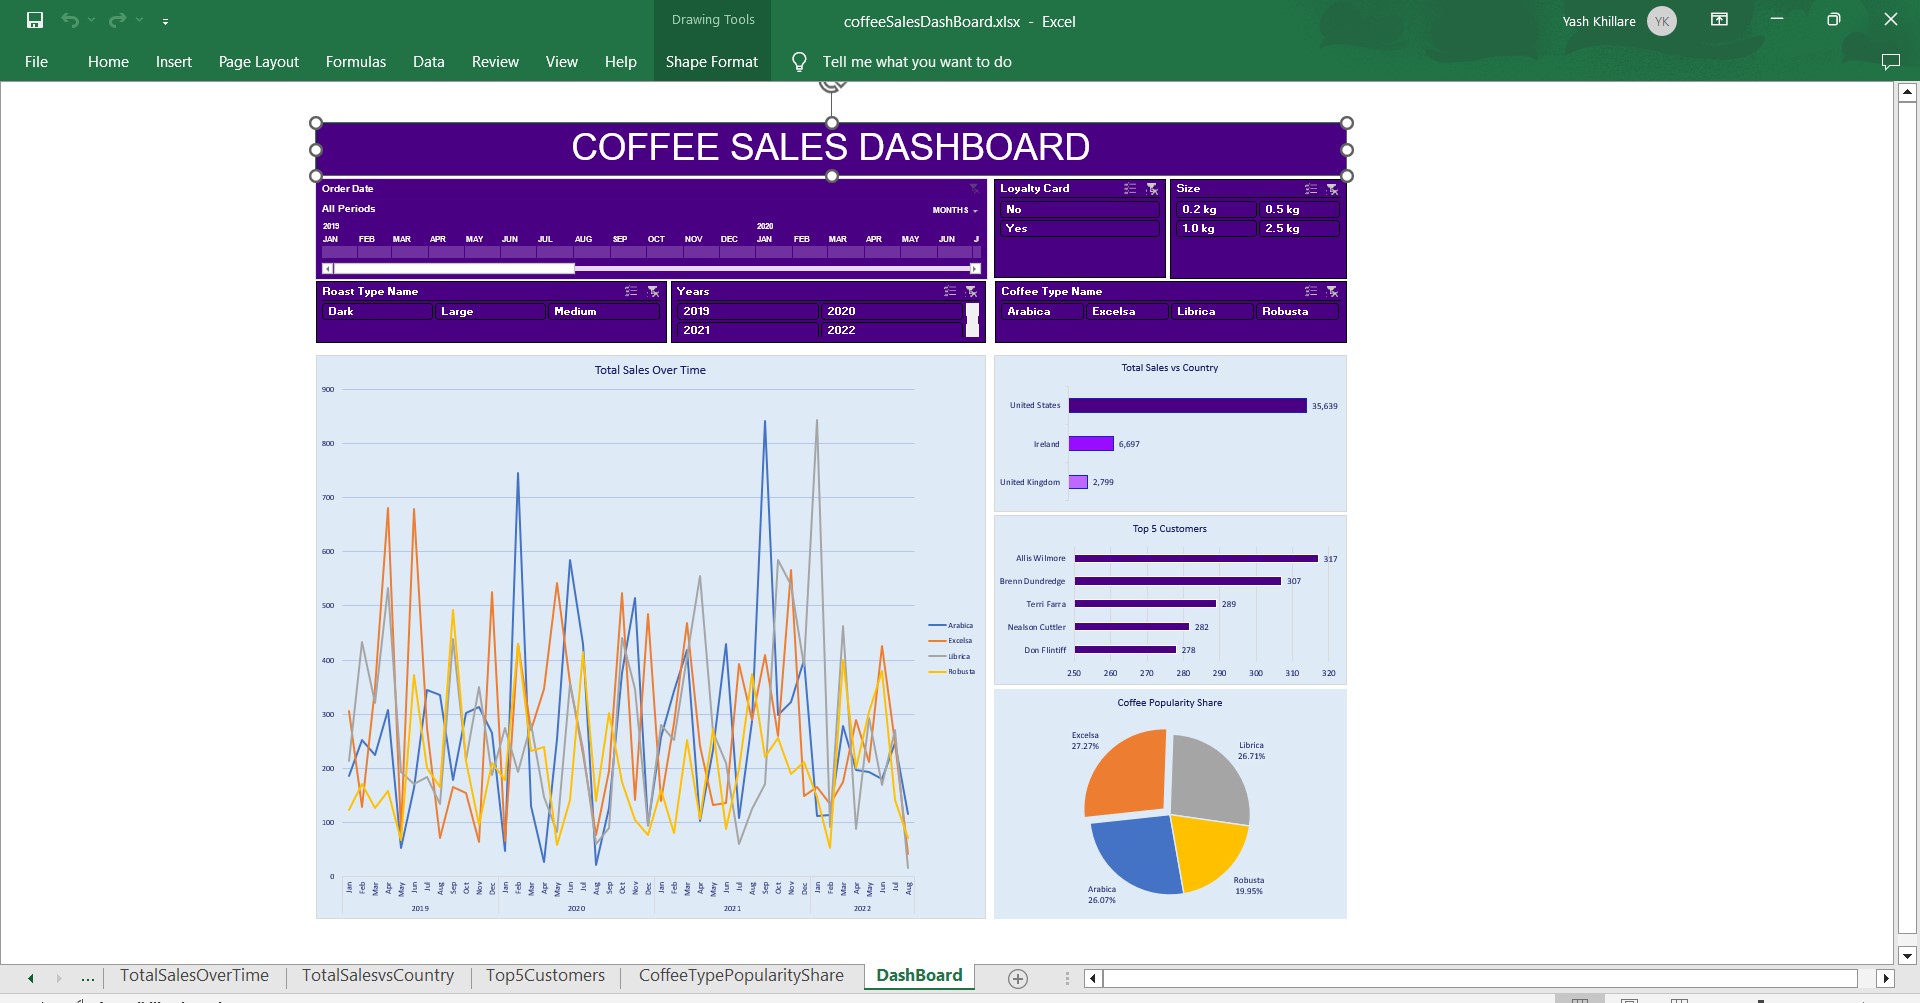 Drawing Tools
coffeeSalesDashBoard.xlsx - Excel
Yash Khillare YK
File Home Insert Page Layout Formulas Data Review View Help Shape Format Tell me what you want to do
COFFEE SALES DASHBOARD
Order Date
All Periods
MONTHS
2019 2020
JAN FEB MAR APR MAY JUN JUL AUG SEP OCT NOV DEC JAN FEB MAR APR MAY JUN J
Loyalty Card
No
Yes
Size
0.2 kg 0.5 kg
1.0 kg 2.5 kg
Roast Type Name
Dark Large Medium
Years
2019 2020
2021 2022
Coffee Type Name
Arabica Excelsa Librica Robusta
Total Sales Over Time
900
800
700
600
500
400
300
200
100
0
Jan Feb Mar Apr May Jun Jul Aug Sep Oct Nov Dec Jan Feb Mar Apr May Jun Jul Aug Sep Oct Nov Dec Jan Feb Mar Apr May Jun Jul Aug Sep Oct Nov Dec Jan Feb Mar Apr May Jun Jul Aug
2019 2020 2021 2022
Arabica
Excelsa
Librica
Robusta
Total Sales vs Country
United States 35,639
Ireland 6,697
United Kingdom 2,799
Top 5 Customers
Allis Wilmore 317
Brenn Dundredge 307
Terri Farra 289
Nealson Cuttler 282
Don Flintiff 278
250 260 270 280 290 300 310 320
Coffee Popularity Share
Excelsa
27.27%
Librica
26.71%
Robusta
19.95%
Arabica
26.07%
... TotalSalesOverTime TotalSalesvsCountry Top5Customers CoffeeTypePopularityShare DashBoard